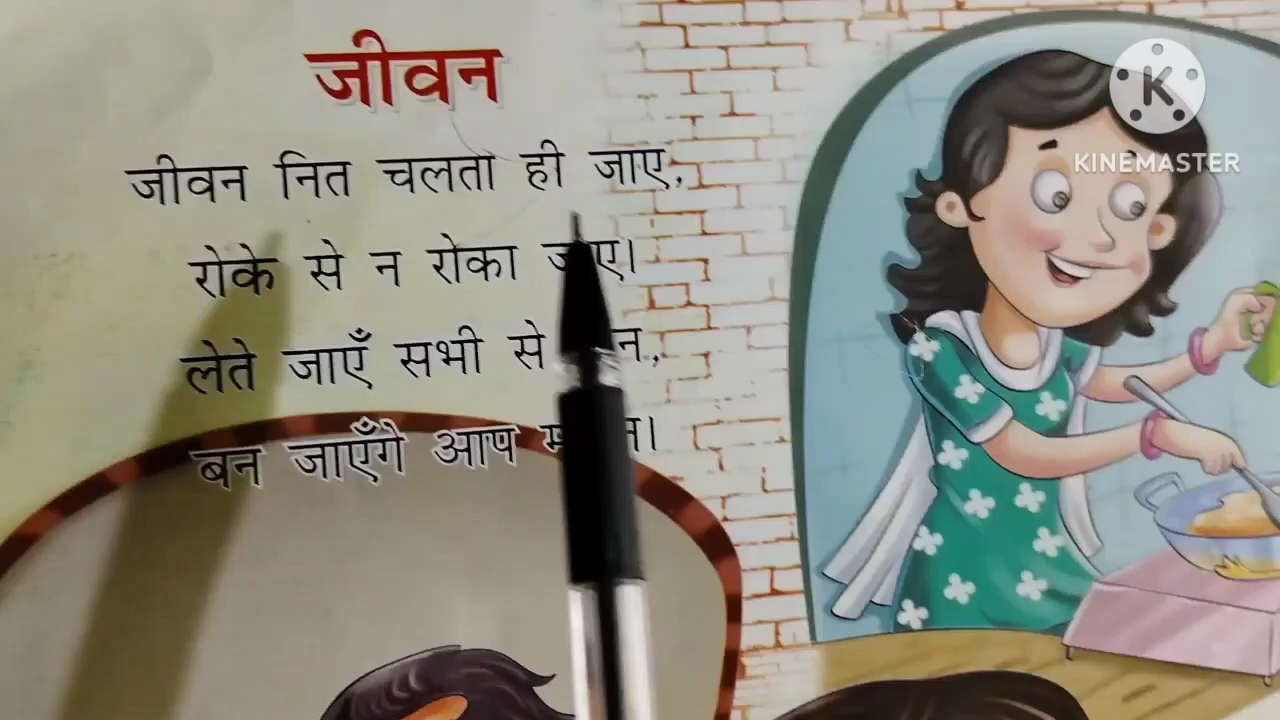 जीवन
जीवन नित चलता ही जाए,
रोके से न रोका जाए।
लेते जाएँ सभी से
बन जाएँगे आप
K
KINEMASTER